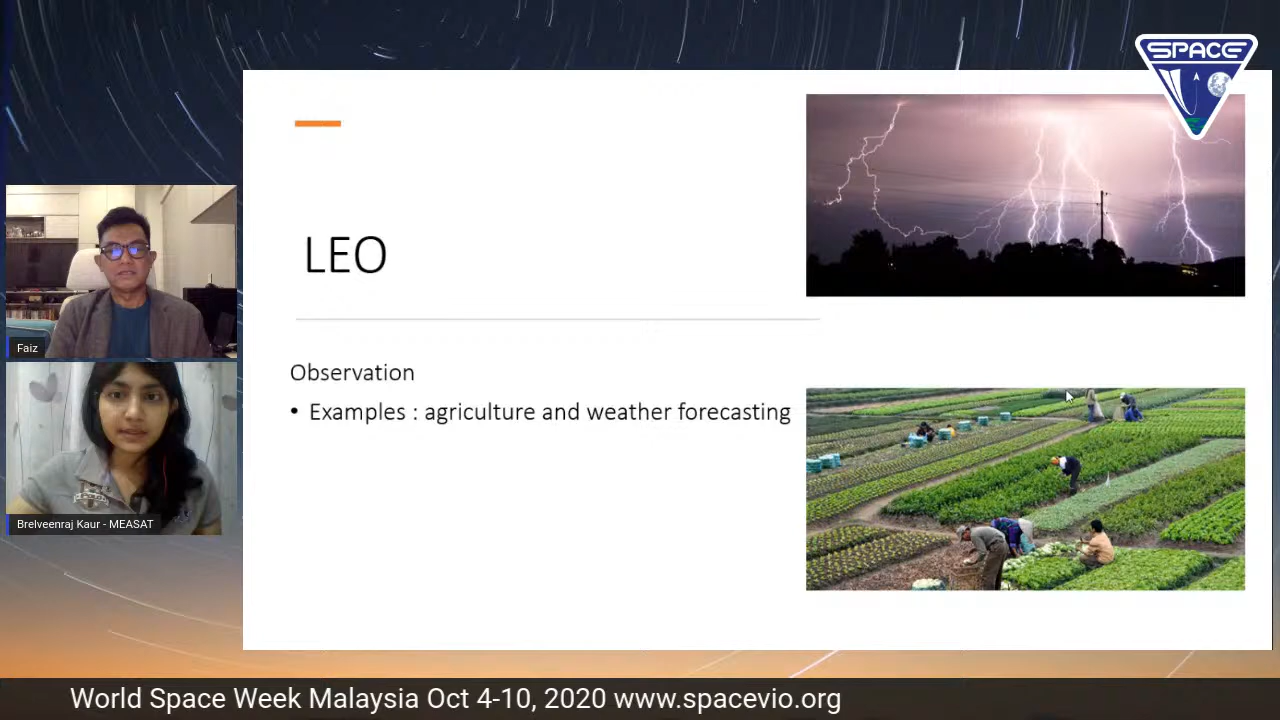 SPACE
LEO
Observation
• Examples : agriculture and weather forecasting
Faiz
Brelveenraj Kaur - MEASAT
World Space Week Malaysia Oct 4-10, 2020 www.spacevio.org